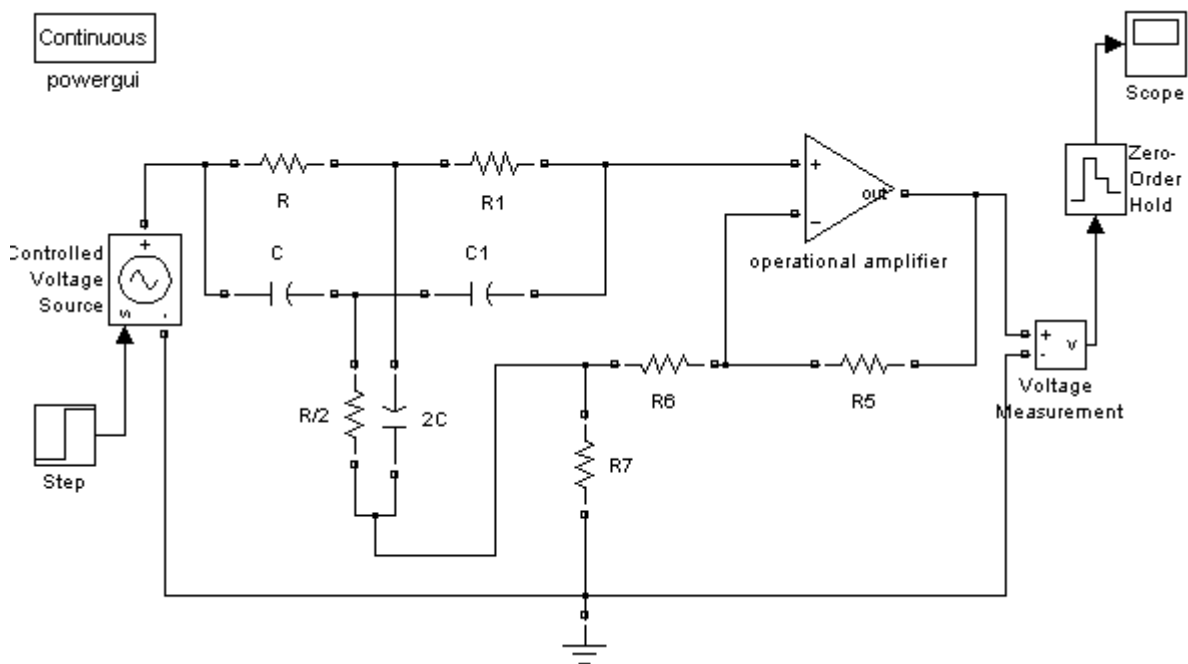 Continuous
powergui
Scope
Zero-
Order
Hold
R
R1
+
−
out
operational amplifier
C
C1
Controlled
Voltage
Source
+
s
-
R/2
2C
R6
R5
R7
+
-
v
Voltage
Measurement
Step